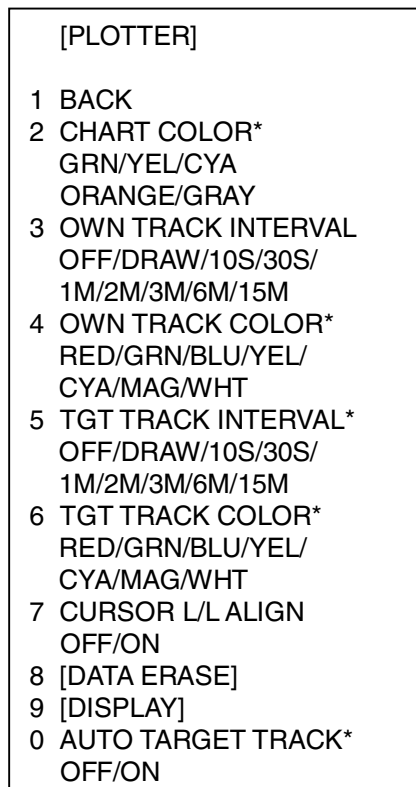 [PLOTTER]
1 BACK
2 CHART COLOR*
GRN/YEL/CYA
ORANGE/GRAY
3 OWN TRACK INTERVAL
OFF/DRAW/10S/30S/
1M/2M/3M/6M/15M
4 OWN TRACK COLOR*
RED/GRN/BLU/YEL/
CYA/MAG/WHT
5 TGT TRACK INTERVAL*
OFF/DRAW/10S/30S/
1M/2M/3M/6M/15M
6 TGT TRACK COLOR*
RED/GRN/BLU/YEL/
CYA/MAG/WHT
7 CURSOR L/L ALIGN
OFF/ON
8 [DATA ERASE]
9 [DISPLAY]
0 AUTO TARGET TRACK*
OFF/ON